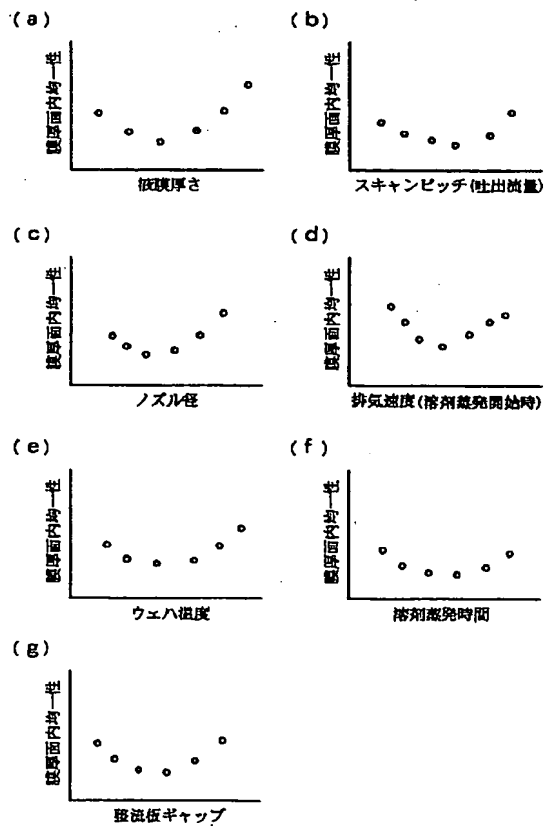 (a)
膜厚面内均一性
液膜厚さ
(b)
膜厚面内均一性
スキャンピッチ(吐出流量)
(c)
膜厚面内均一性
ノズル径
(d)
膜厚面内均一性
排気速度(溶剤蒸発開始時)
(e)
膜厚面内均一性
ウェハ温度
(f)
膜厚面内均一性
溶剤蒸発時間
(g)
膜厚面内均一性
整流板ギャップ